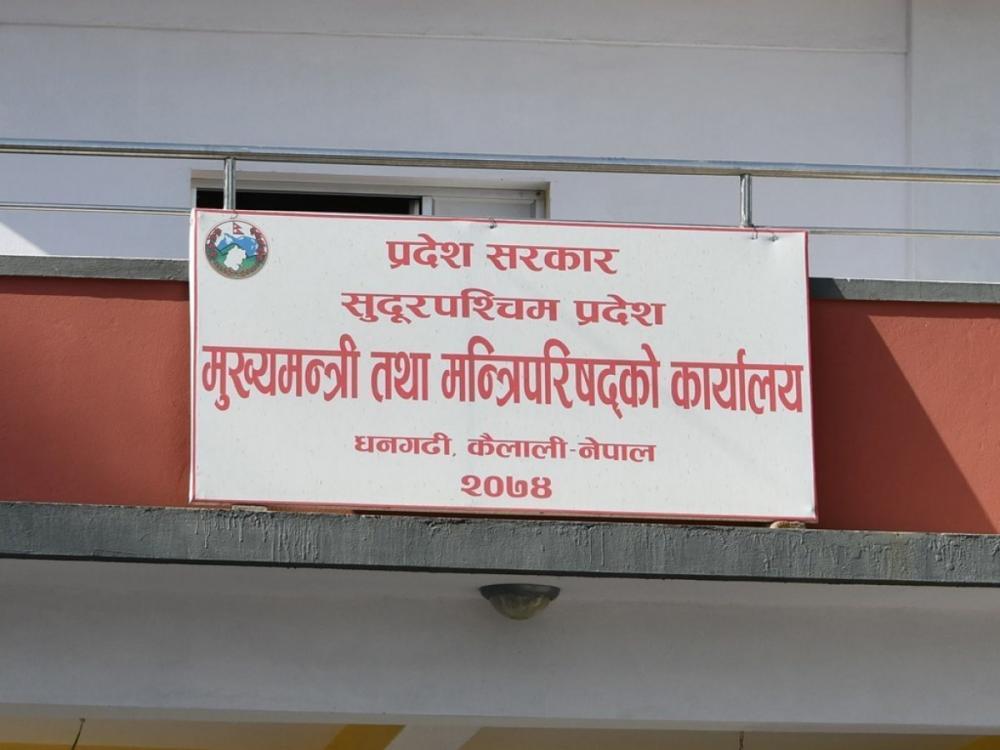 प्रदेश सरकार
सुदूरपश्चिम प्रदेश
मुख्यमन्त्री तथा मन्त्रिपरिषद्को कार्यालय
धनगढी, कैलाली-नेपाल
२०७४